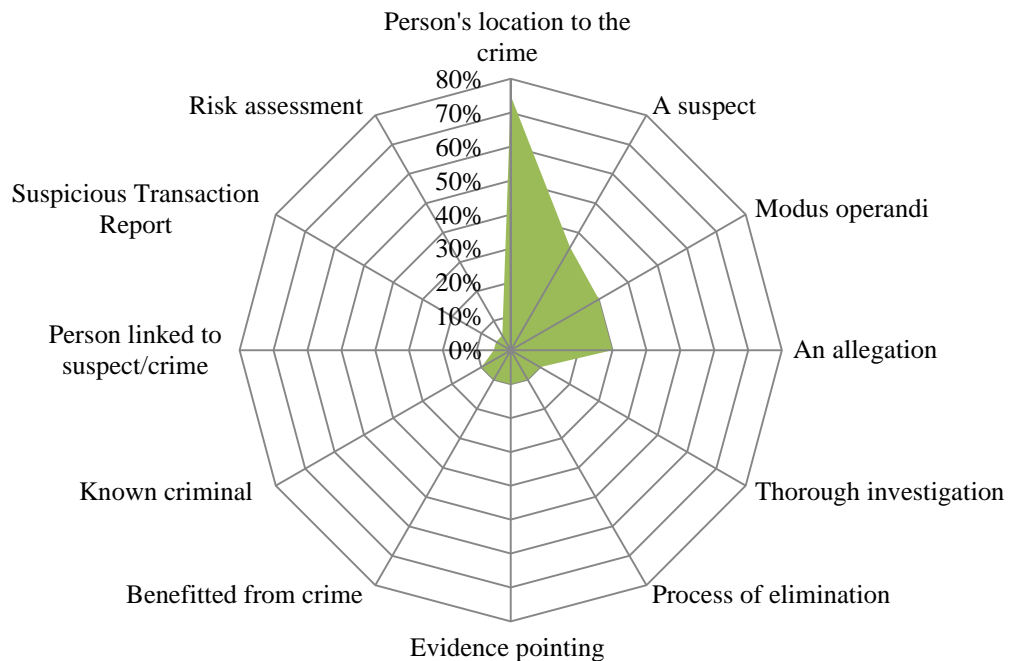 Person's location to the
crime
80%
70%
60%
50%
40%
30%
20%
10%
0%
A suspect
Modus operandi
An allegation
Thorough investigation
Process of elimination
Evidence pointing
Benefitted from crime
Known criminal
Person linked to
suspect/crime
Suspicious Transaction
Report
Risk assessment